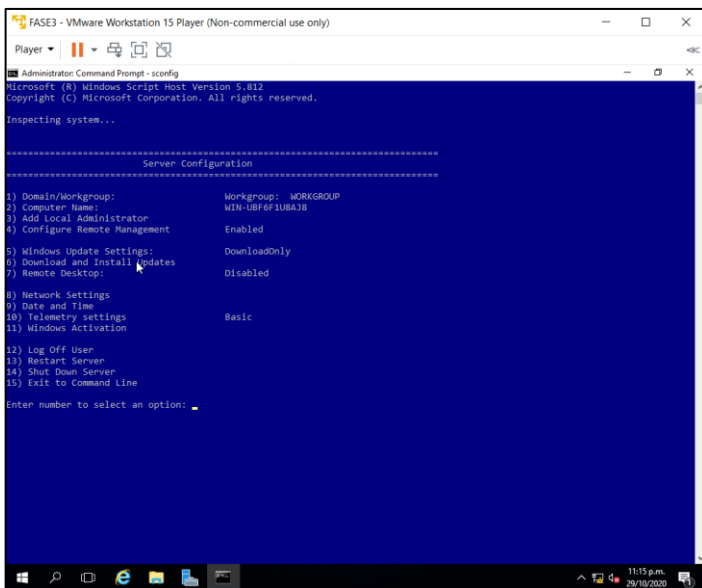 FASE3 - VMware Workstation 15 Player (Non-commercial use only)
Player
Administrator: Command Prompt - sconfig
Microsoft (R) Windows Script Host Version 5.812
Copyright (C) Microsoft Corporation. All rights reserved.
Inspecting system...
===============================================================================
Server Configuration
===============================================================================
1) Domain/Workgroup: Workgroup: WORKGROUP
2) Computer Name: WIN-UBF6F1U8AJ8
3) Add Local Administrator
4) Configure Remote Management Enabled
5) Windows Update Settings: DownloadOnly
6) Download and Install Updates
7) Remote Desktop: Disabled
8) Network Settings
9) Date and Time
10) Telemetry settings Basic
11) Windows Activation
12) Log Off User
13) Restart Server
14) Shut Down Server
15) Exit to Command Line
Enter number to select an option:
11:15 p.m.
29/10/2020